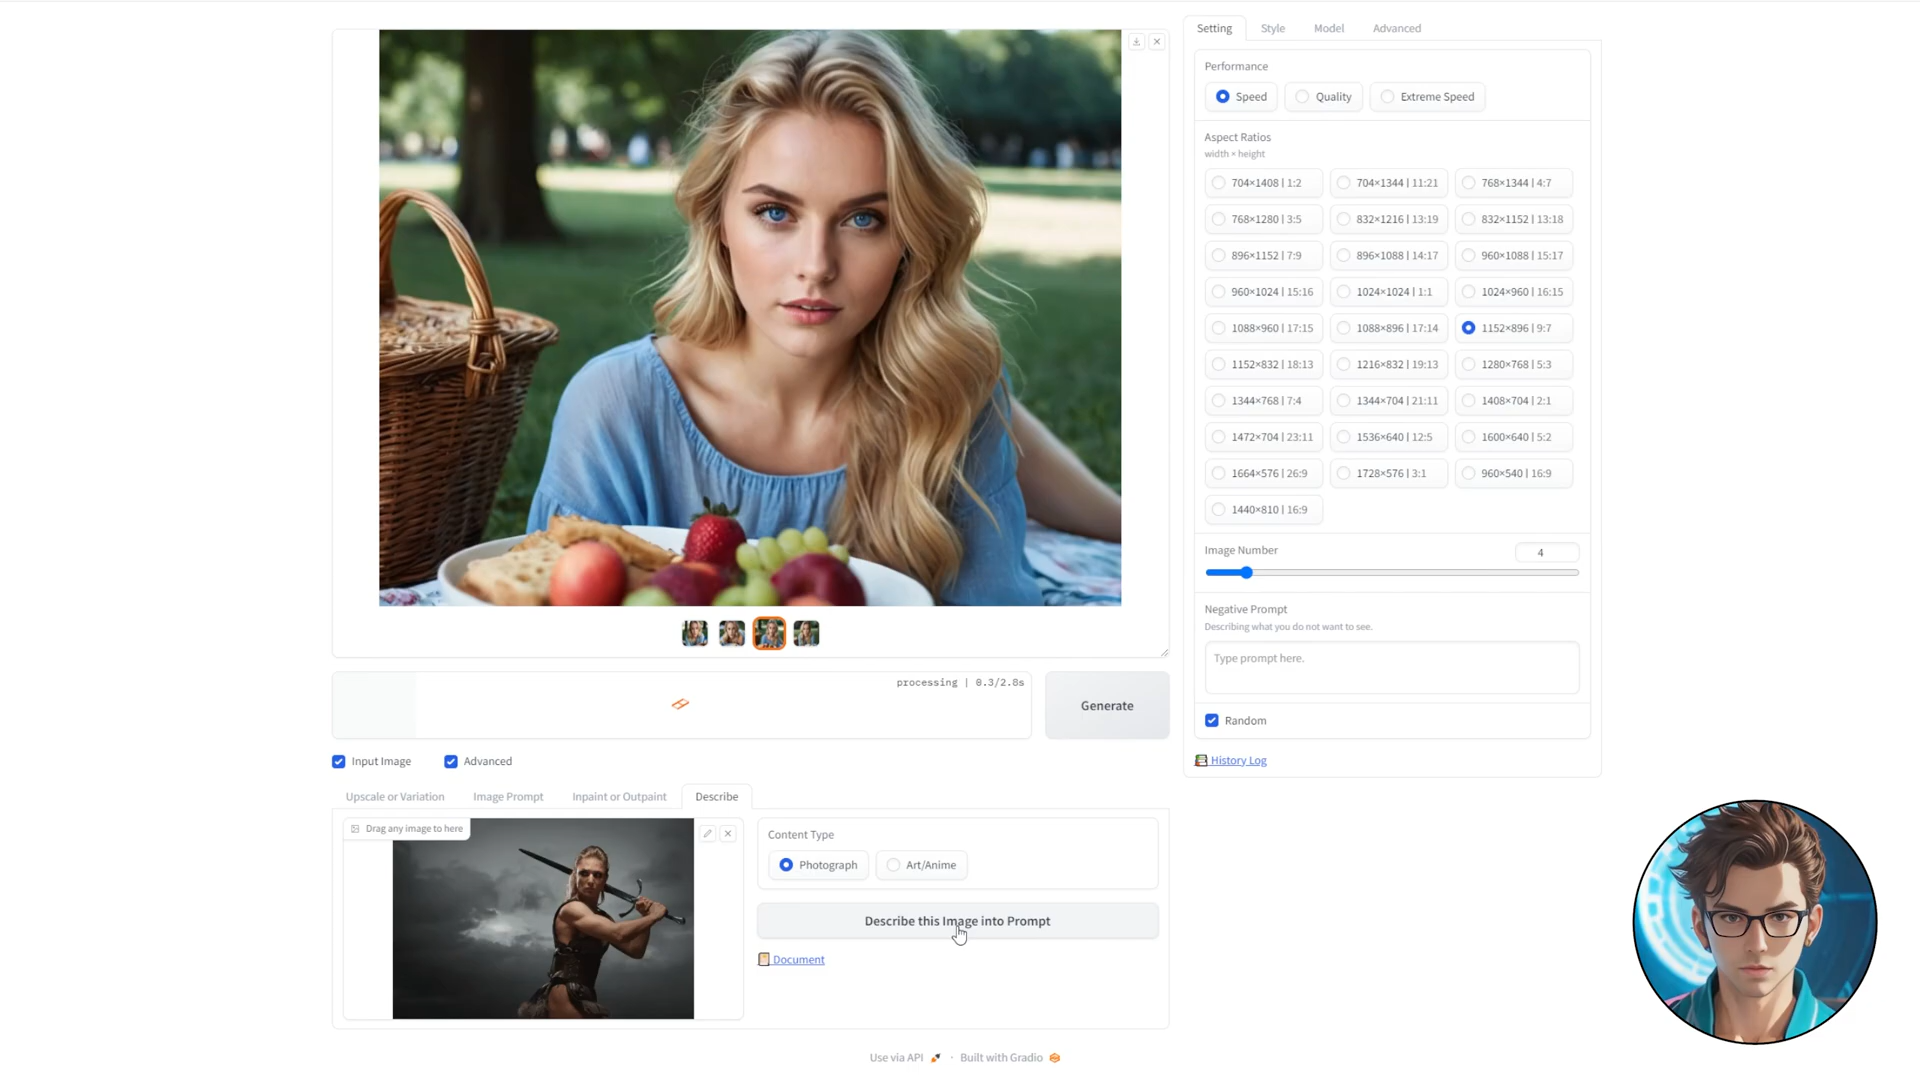 Setting Style Model Advanced
Performance
Speed Quality Extreme Speed
Aspect Ratios
width × height
704×1408 | 1:2 704×1344 | 11:21 768×1344 | 4:7
768×1280 | 3:5 832×1216 | 13:19 832×1152 | 13:18
896×1152 | 7:9 896×1088 | 14:17 960×1088 | 15:17
960×1024 | 15:16 1024×1024 | 1:1 1024×960 | 16:15
1088×960 | 17:15 1088×896 | 17:14 1152×896 | 9:7
1152×832 | 18:13 1216×832 | 19:13 1280×768 | 5:3
1344×768 | 7:4 1344×704 | 21:11 1408×704 | 2:1
1472×704 | 23:11 1536×640 | 12:5 1600×640 | 5:2
1664×576 | 26:9 1728×576 | 3:1 960×540 | 16:9
1440×810 | 16:9
Image Number 4
Negative Prompt
Describing what you do not want to see.
Type prompt here.
Random
History Log
processing | 0.3/2.8s
Generate
Input Image Advanced
Upscale or Variation Image Prompt Inpaint or Outpaint Describe
Drag any image to here
Content Type
Photograph Art/Anime
Describe this Image into Prompt
Document
Use via API · Built with Gradio